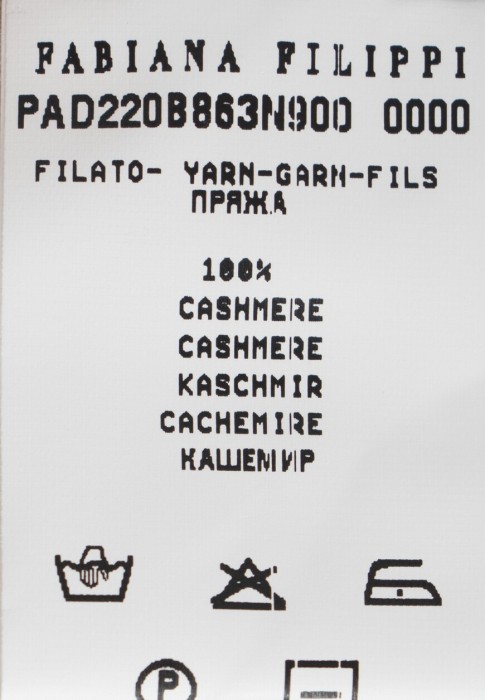 FABIANA FILIPPI
PAD220B863N900 0000
FILATO- YARN-GARN-FILS
ПРЯЖА
100%
CASHMERE
CASHMERE
KASCHMIR
CACHEMIRE
КАШЕМИР
P